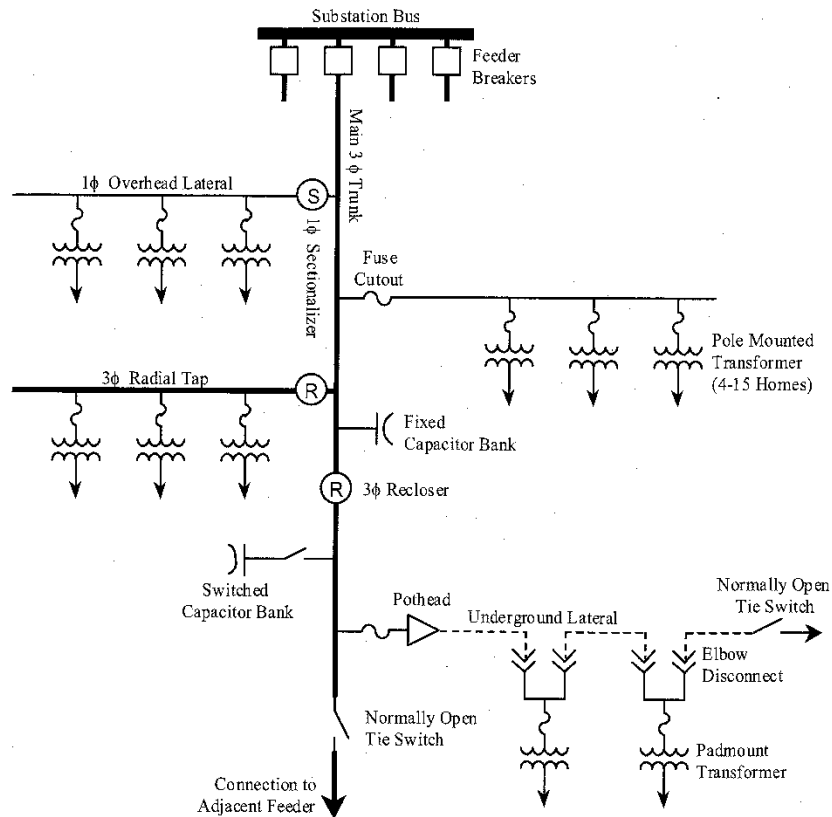 Substation Bus
Feeder
Breakers
Main 3 ϕ Trunk
1ϕ Overhead Lateral
S
1ϕ Sectionalizer
Fuse
Cutout
Pole Mounted
Transformer
(4-15 Homes)
3ϕ Radial Tap
R
Fixed
Capacitor Bank
R
3ϕ Recloser
Switched
Capacitor Bank
Pothead
Underground Lateral
Normally Open
Tie Switch
Elbow
Disconnect
Normally Open
Tie Switch
Padmount
Transformer
Connection to
Adjacent Feeder